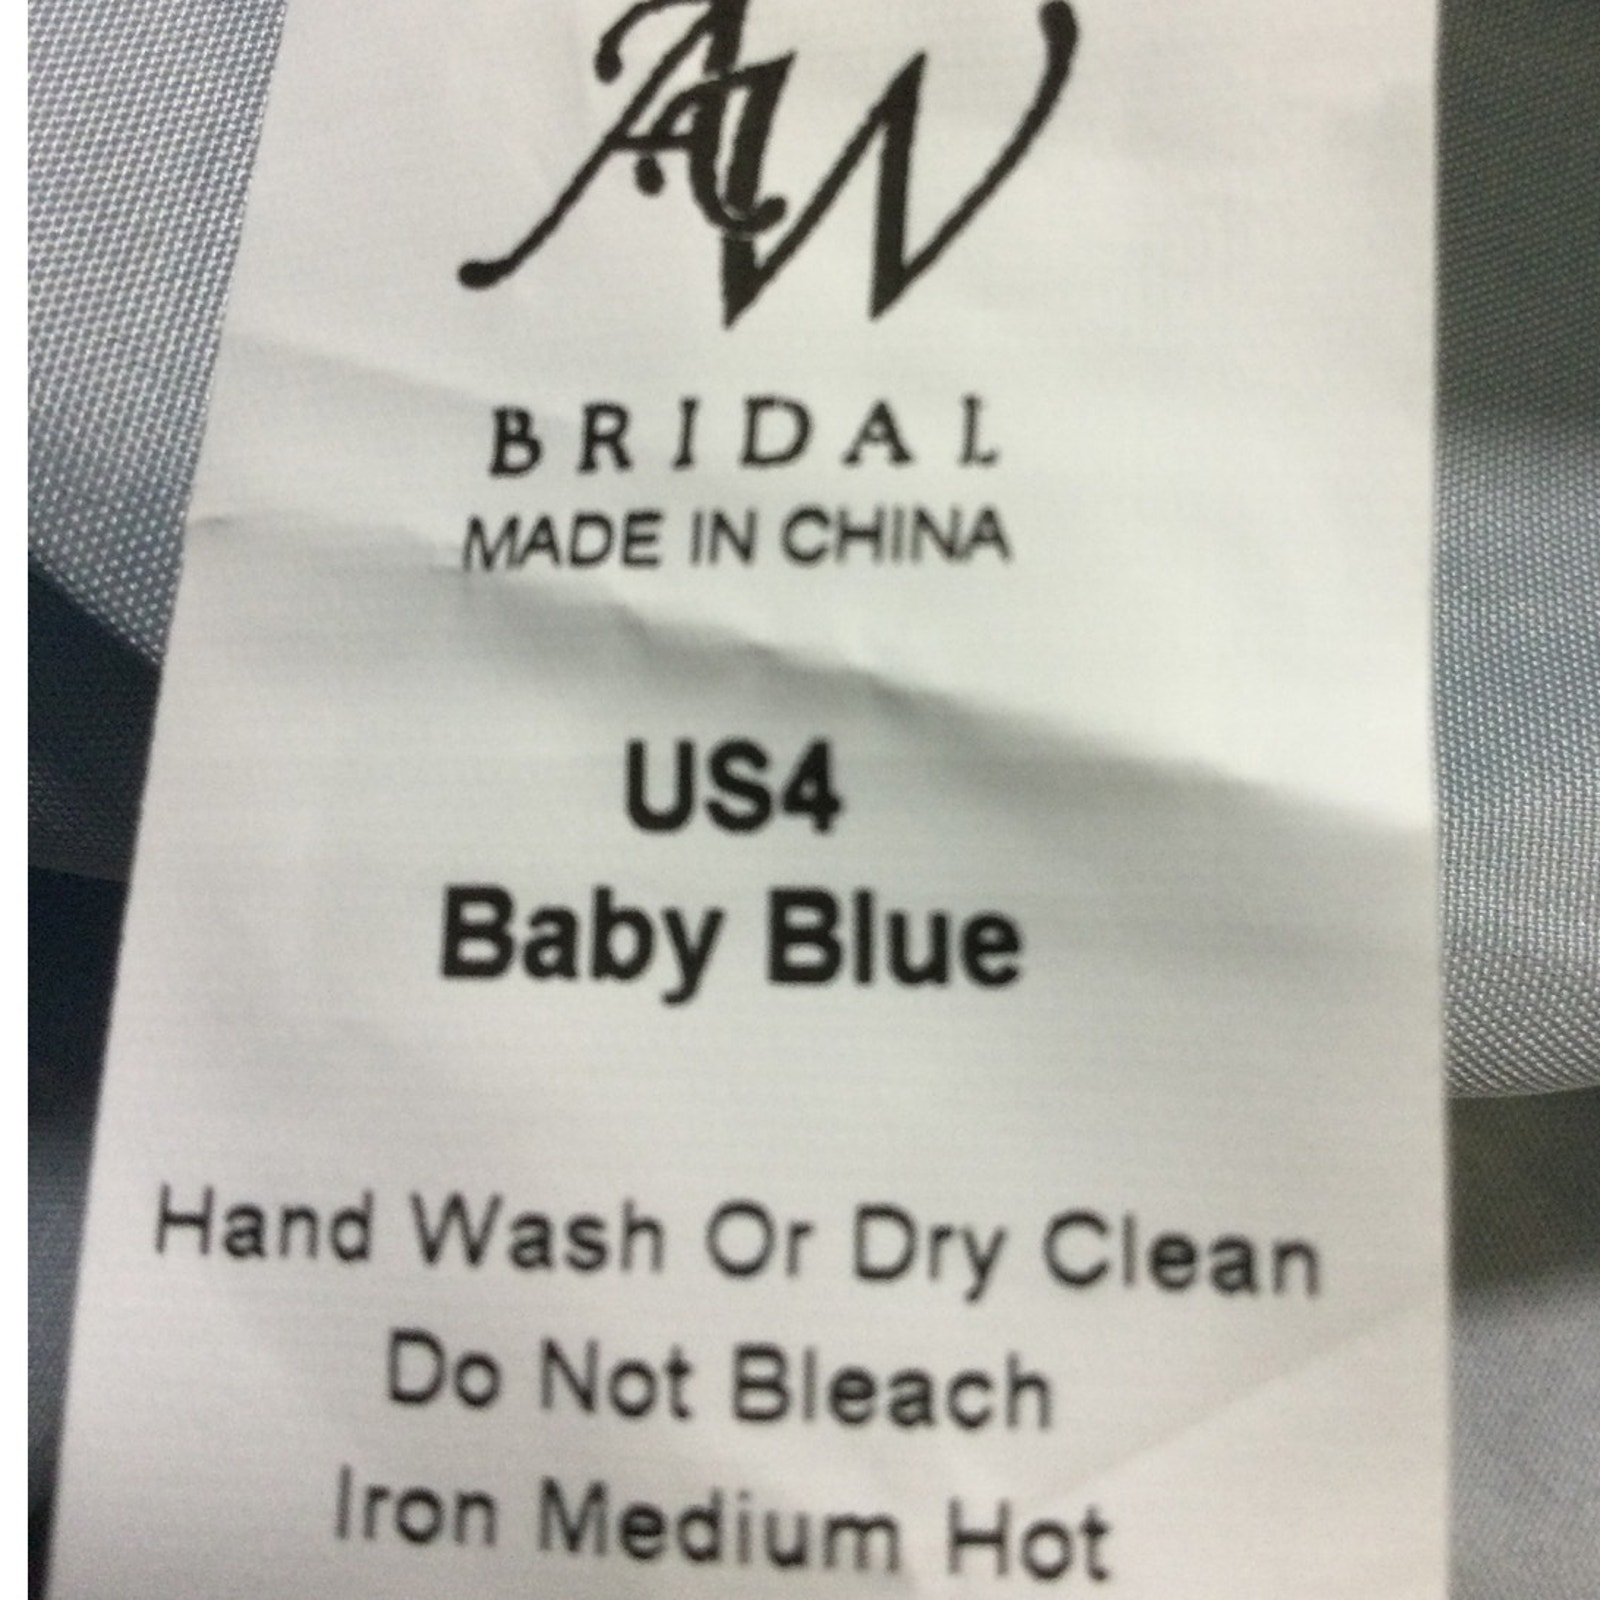 AW
BRIDAL
MADE IN CHINA
US4
Baby Blue
Hand Wash Or Dry Clean
Do Not Bleach
Iron Medium Hot